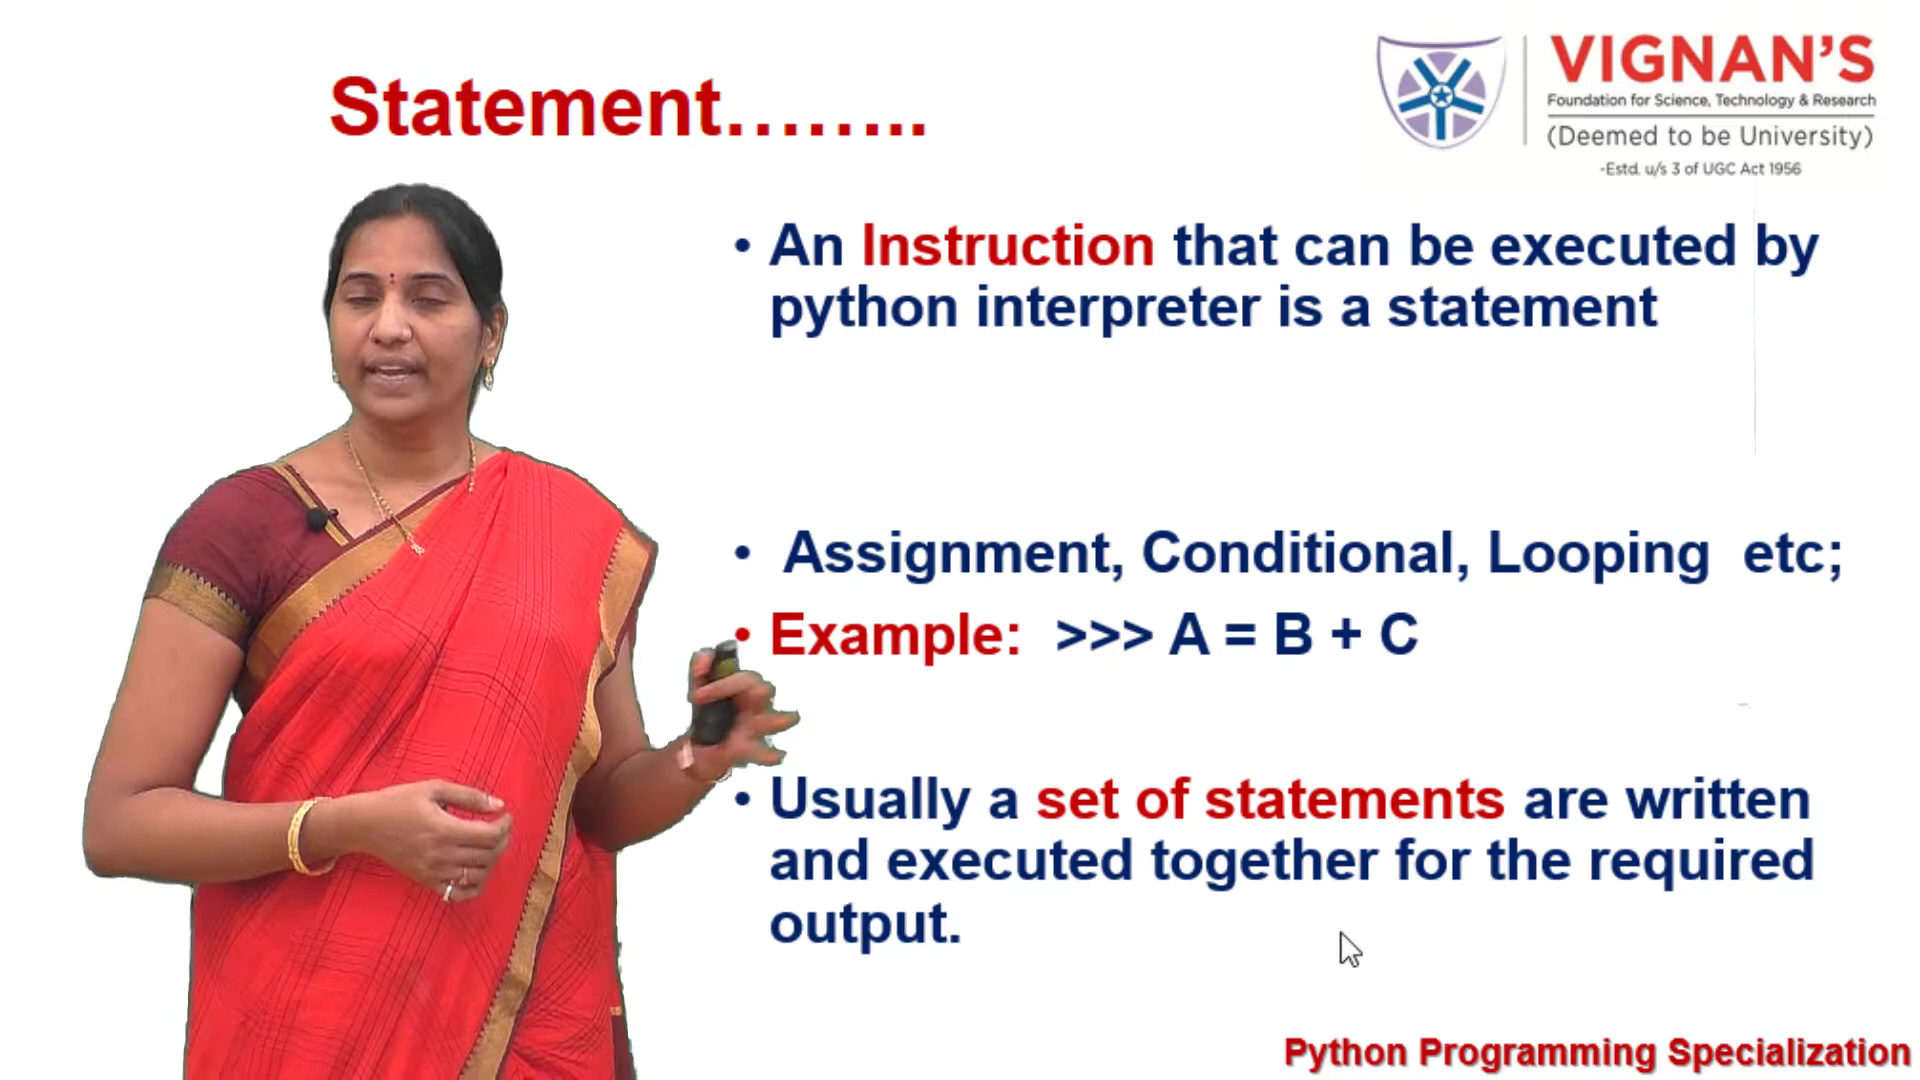 Statement……..
VIGNAN'S
Foundation for Science, Technology & Research
(Deemed to be University)
-Estd. u/s 3 of UGC Act 1956
• An Instruction that can be executed by
python interpreter is a statement
• Assignment, Conditional, Looping etc;
• Example: >>> A = B + C
• Usually a set of statements are written
and executed together for the required
output.
Python Programming Specialization